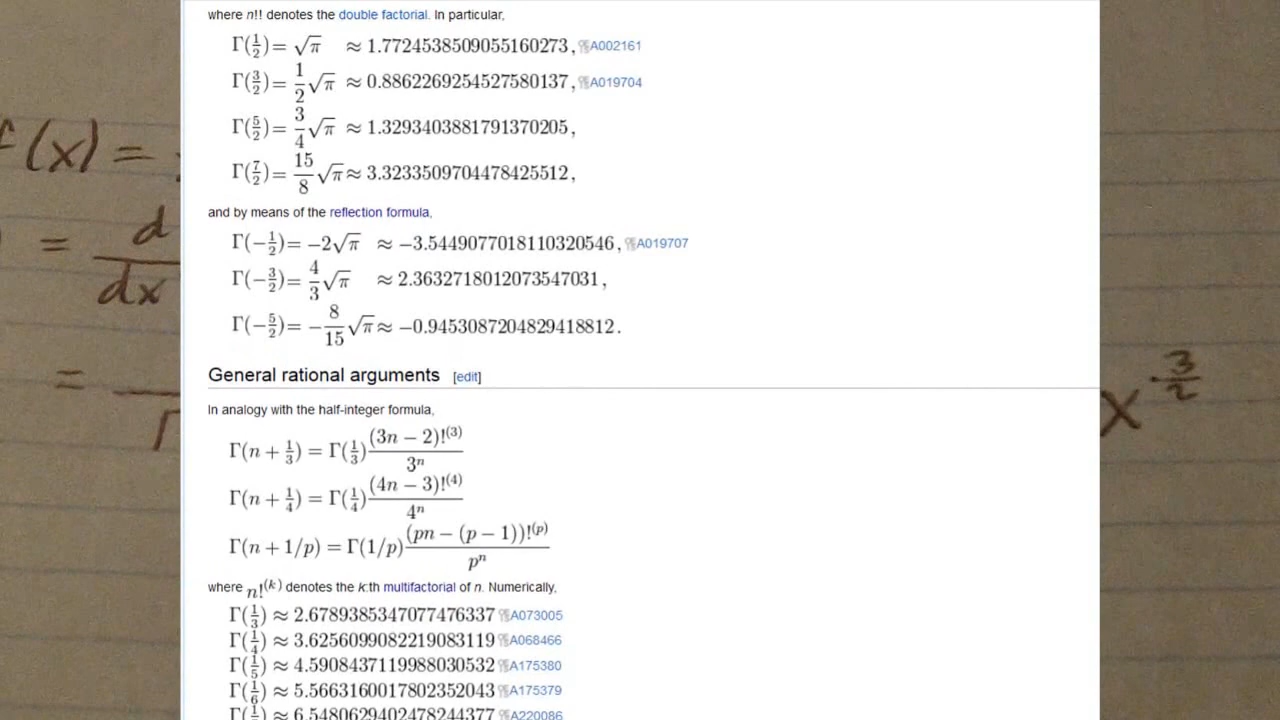 where n!! denotes the double factorial. In particular,
Γ(1/2) = √π ≈ 1.7724538509055160273, A002161
Γ(3/2) = 1/2 √π ≈ 0.8862269254527580137, A019704
Γ(5/2) = 3/4 √π ≈ 1.3293403881791370205,
Γ(7/2) = 15/8 √π ≈ 3.3233509704478425512,
and by means of the reflection formula,
Γ(−1/2) = −2√π ≈ −3.5449077018110320546, A019707
Γ(−3/2) = 4/3 √π ≈ 2.3632718012073547031,
Γ(−5/2) = −8/15 √π ≈ −0.9453087204829418812.
General rational arguments [edit]
In analogy with the half-integer formula,
Γ(n + 1/3) = Γ(1/3) (3n − 2)!^(3) / 3^n
Γ(n + 1/4) = Γ(1/4) (4n − 3)!^(4) / 4^n
Γ(n + 1/p) = Γ(1/p) (pn − (p − 1))!^(p) / p^n
where n!^(k) denotes the k:th multifactorial of n. Numerically,
Γ(1/3) ≈ 2.6789385347077476337 A073005
Γ(1/4) ≈ 3.6256099082219083119 A068466
Γ(1/5) ≈ 4.5908437119988030532 A175380
Γ(1/6) ≈ 5.5663160017802352043 A175379
≈ 6.5480629402478244377 A220086
f(x) =
= d/dx
=
Γ
x^(3/2)